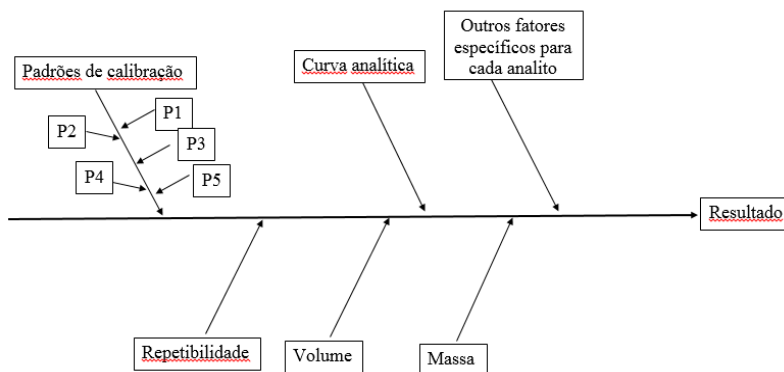 Outros fatores
específicos para
cada analito
Padrões de calibração
Curva analítica
P1
P2
P3
P4
P5
Resultado
Repetibilidade
Volume
Massa